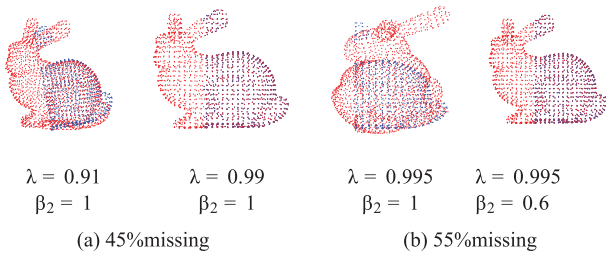 λ = 0.91 λ = 0.99 λ = 0.995 λ = 0.995
β₂ = 1 β₂ = 1 β₂ = 1 β₂ = 0.6
(a) 45%missing (b) 55%missing